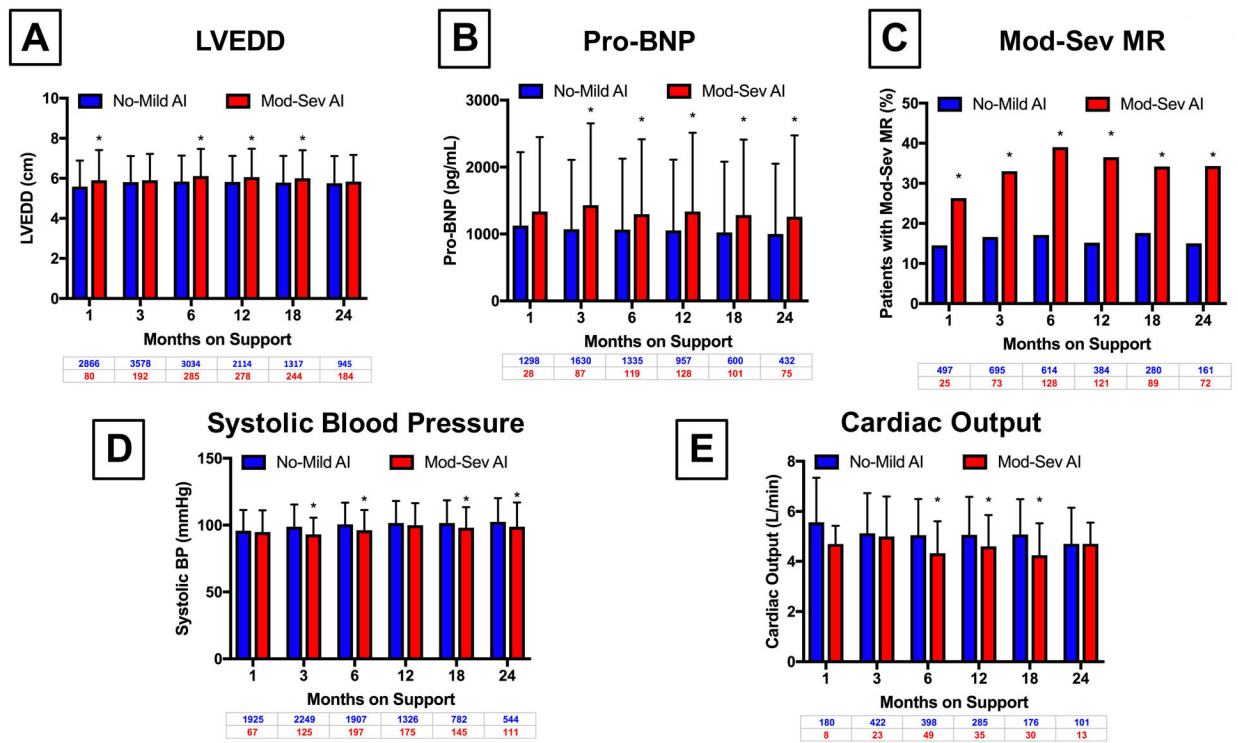 A
LVEDD
No-Mild AI
Mod-Sev AI
10
8
6
4
2
0
LVEDD (cm)
* * * *
1 3 6 12 18 24
Months on Support
2866 3578 3034 2114 1317 945
80 192 285 278 244 184
B
Pro-BNP
No-Mild AI
Mod-Sev AI
3000
2000
1000
0
Pro-BNP (pg/mL)
* * * * *
1 3 6 12 18 24
Months on Support
1298 1630 1335 957 600 432
28 87 119 128 101 75
C
Mod-Sev MR
No-Mild AI
Mod-Sev AI
50
40
30
20
10
0
Patients with Mod-Sev MR (%)
* * * * * *
1 3 6 12 18 24
Months on Support
497 695 614 384 280 161
25 73 128 121 89 72
D
Systolic Blood Pressure
No-Mild AI
Mod-Sev AI
150
100
50
0
Systolic BP (mmHg)
* * * *
1 3 6 12 18 24
Months on Support
1925 2249 1907 1326 782 544
67 125 197 175 145 111
E
Cardiac Output
No-Mild AI
Mod-Sev AI
8
6
4
2
0
Cardiac Output (L/min)
* * *
1 3 6 12 18 24
Months on Support
180 422 398 285 176 101
8 23 49 35 30 13